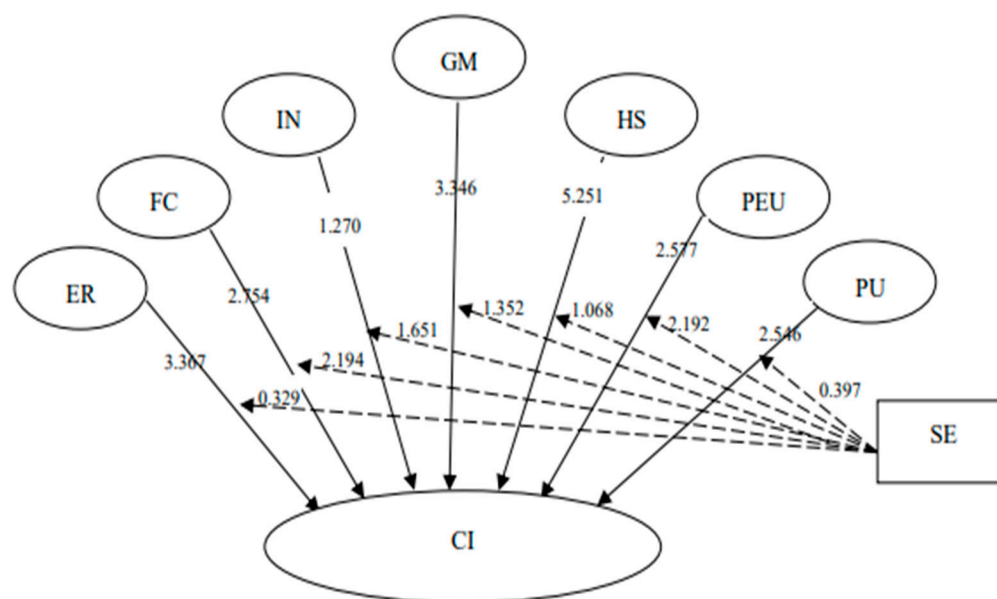 GM
IN
HS
FC
PEU
ER
PU
3.346
5.251
1.270
2.577
2.754
1.352
1.068
2.192
1.651
2.546
2.194
3.367
0.329
0.397
SE
CI